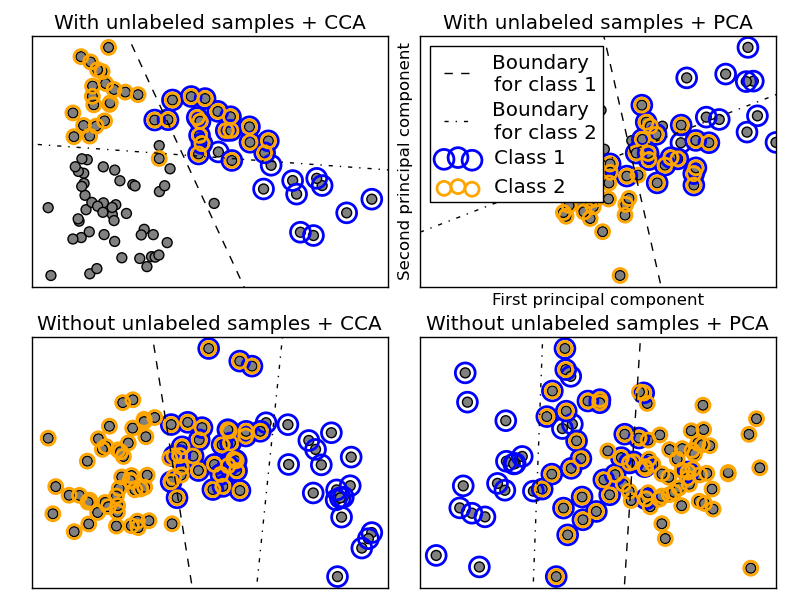 With unlabeled samples + CCA
With unlabeled samples + PCA
Second principal component
Boundary
for class 1
Boundary
for class 2
Class 1
Class 2
First principal component
Without unlabeled samples + CCA
Without unlabeled samples + PCA